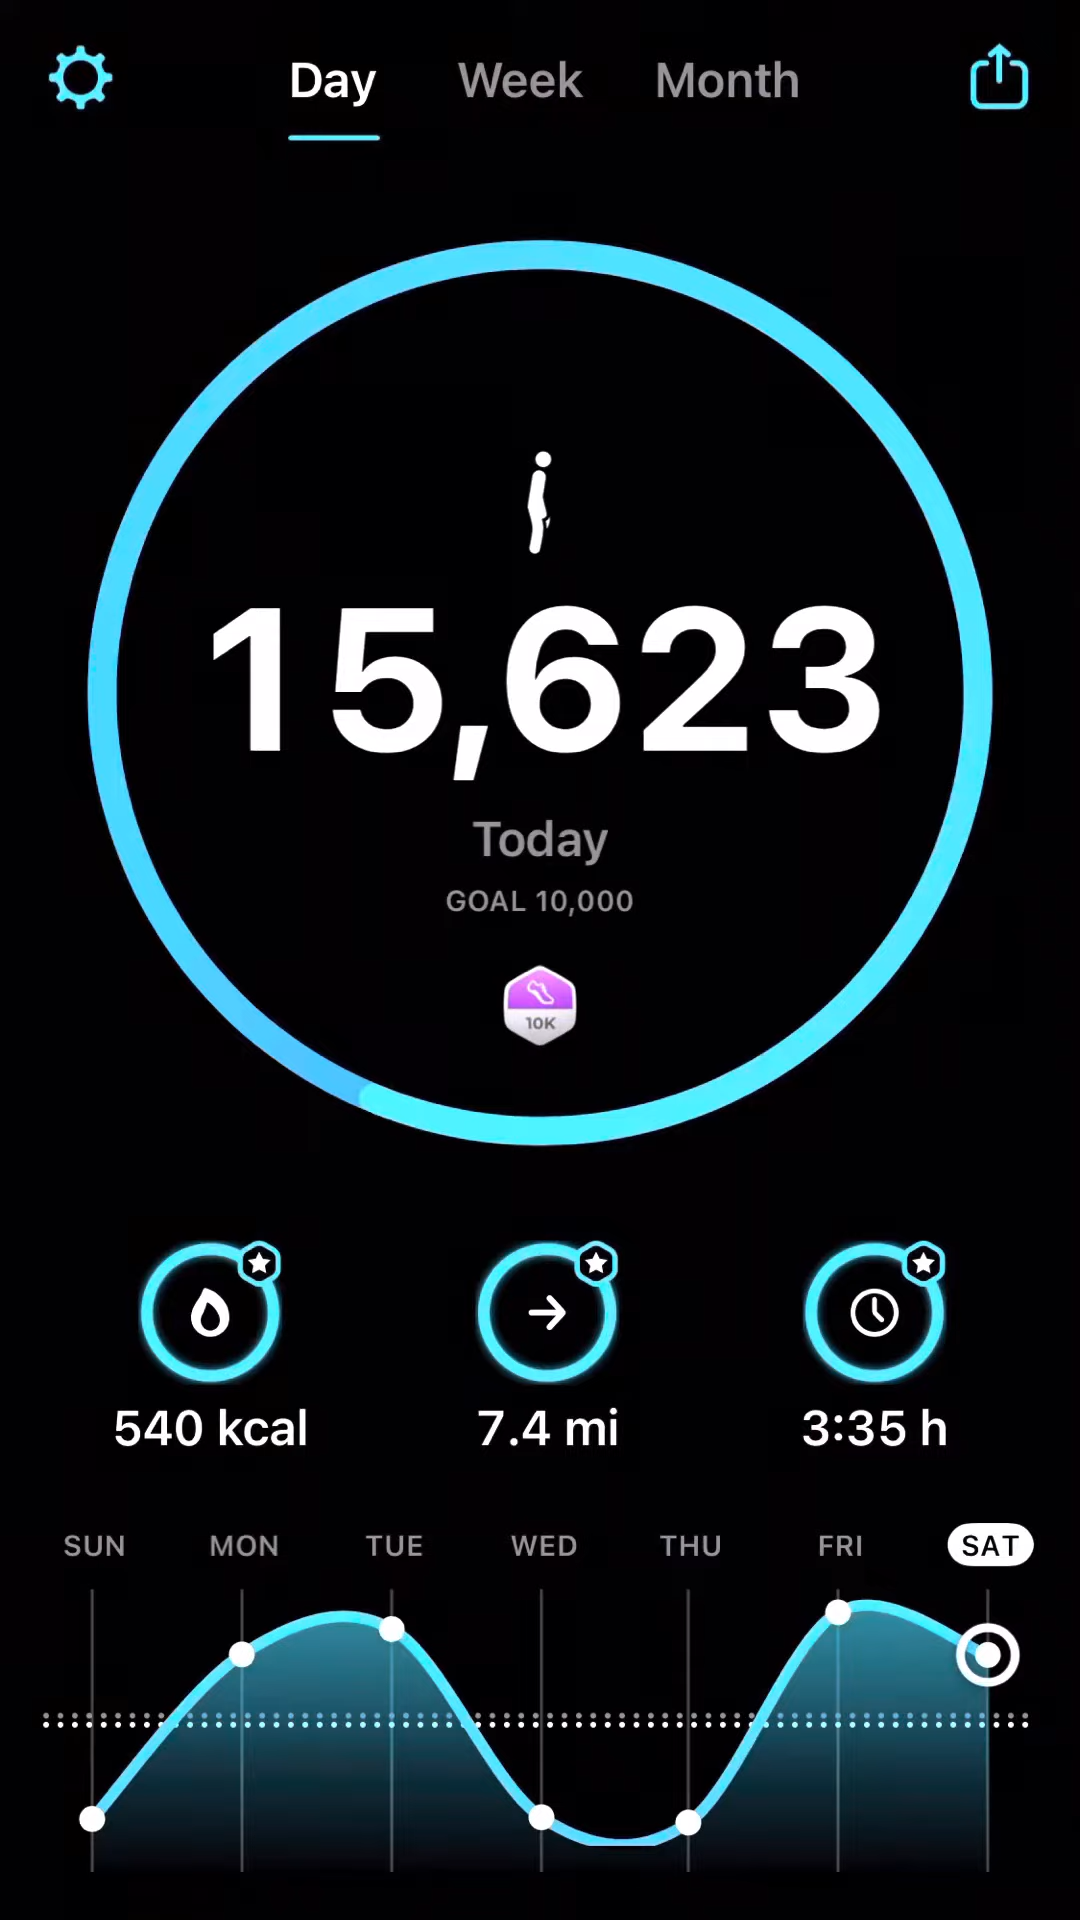 Day Week Month
15,623
Today
GOAL 10,000
10K
540 kcal 7.4 mi 3:35 h
SUN MON TUE WED THU FRI SAT